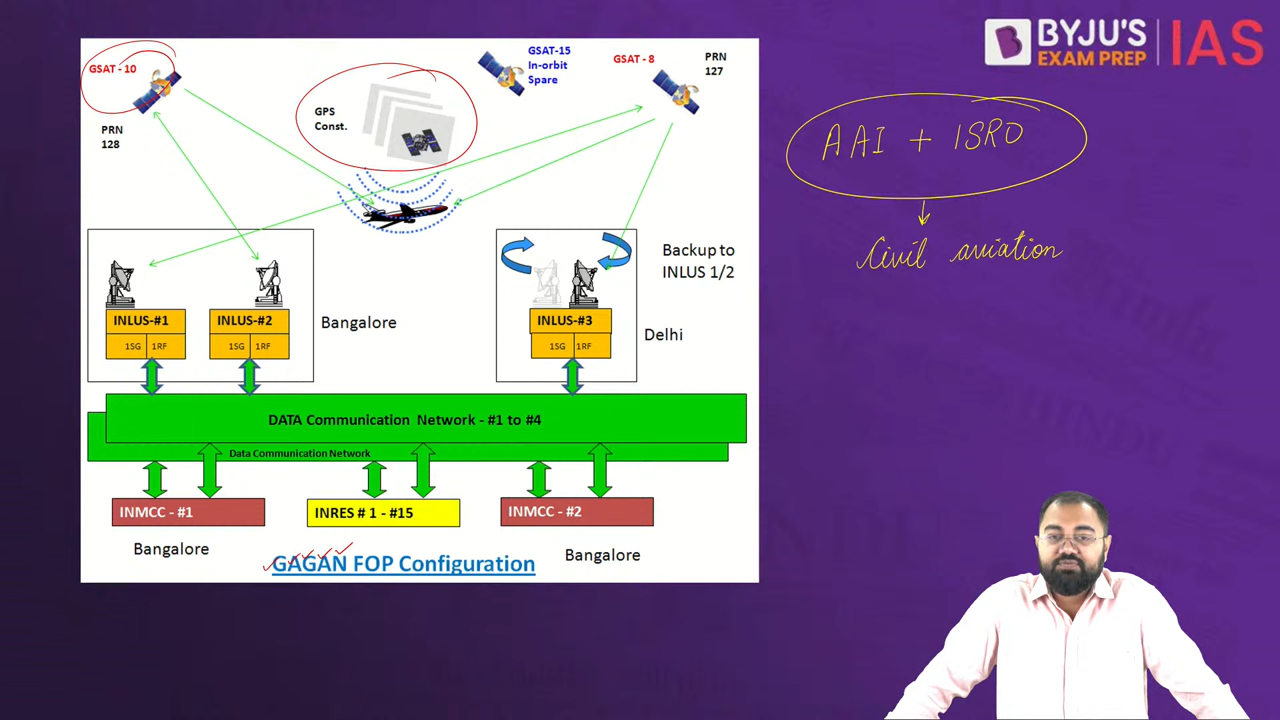 BYJU'S
EXAM PREP
IAS
GSAT - 10
PRN
128
GPS
Const.
GSAT-15
In-orbit
Spare
GSAT - 8
PRN
127
AAI + ISRO
Civil aviation
Backup to
INLUS 1/2
INLUS-#1
1SG 1RF
INLUS-#2
1SG 1RF
Bangalore
INLUS-#3
1SG 1RF
Delhi
DATA Communication Network - #1 to #4
Data Communication Network
INMCC - #1
INRES # 1 - #15
INMCC - #2
Bangalore
Bangalore
GAGAN FOP Configuration